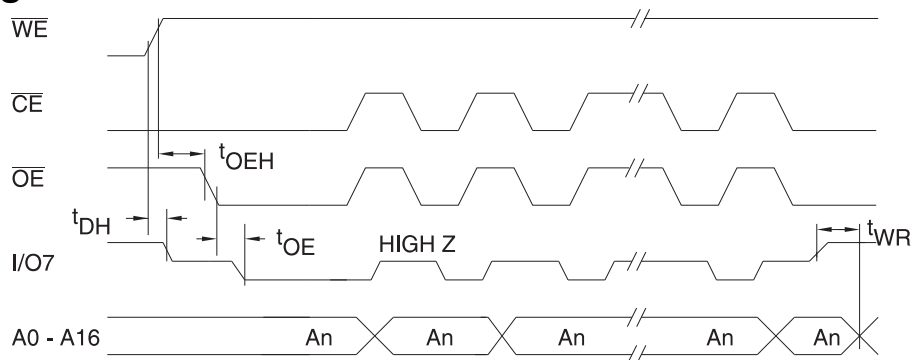 WE
CE
OE
tOEH
tDH
tOE
HIGH Z
tWR
I/O7
A0 - A16 An An An An An